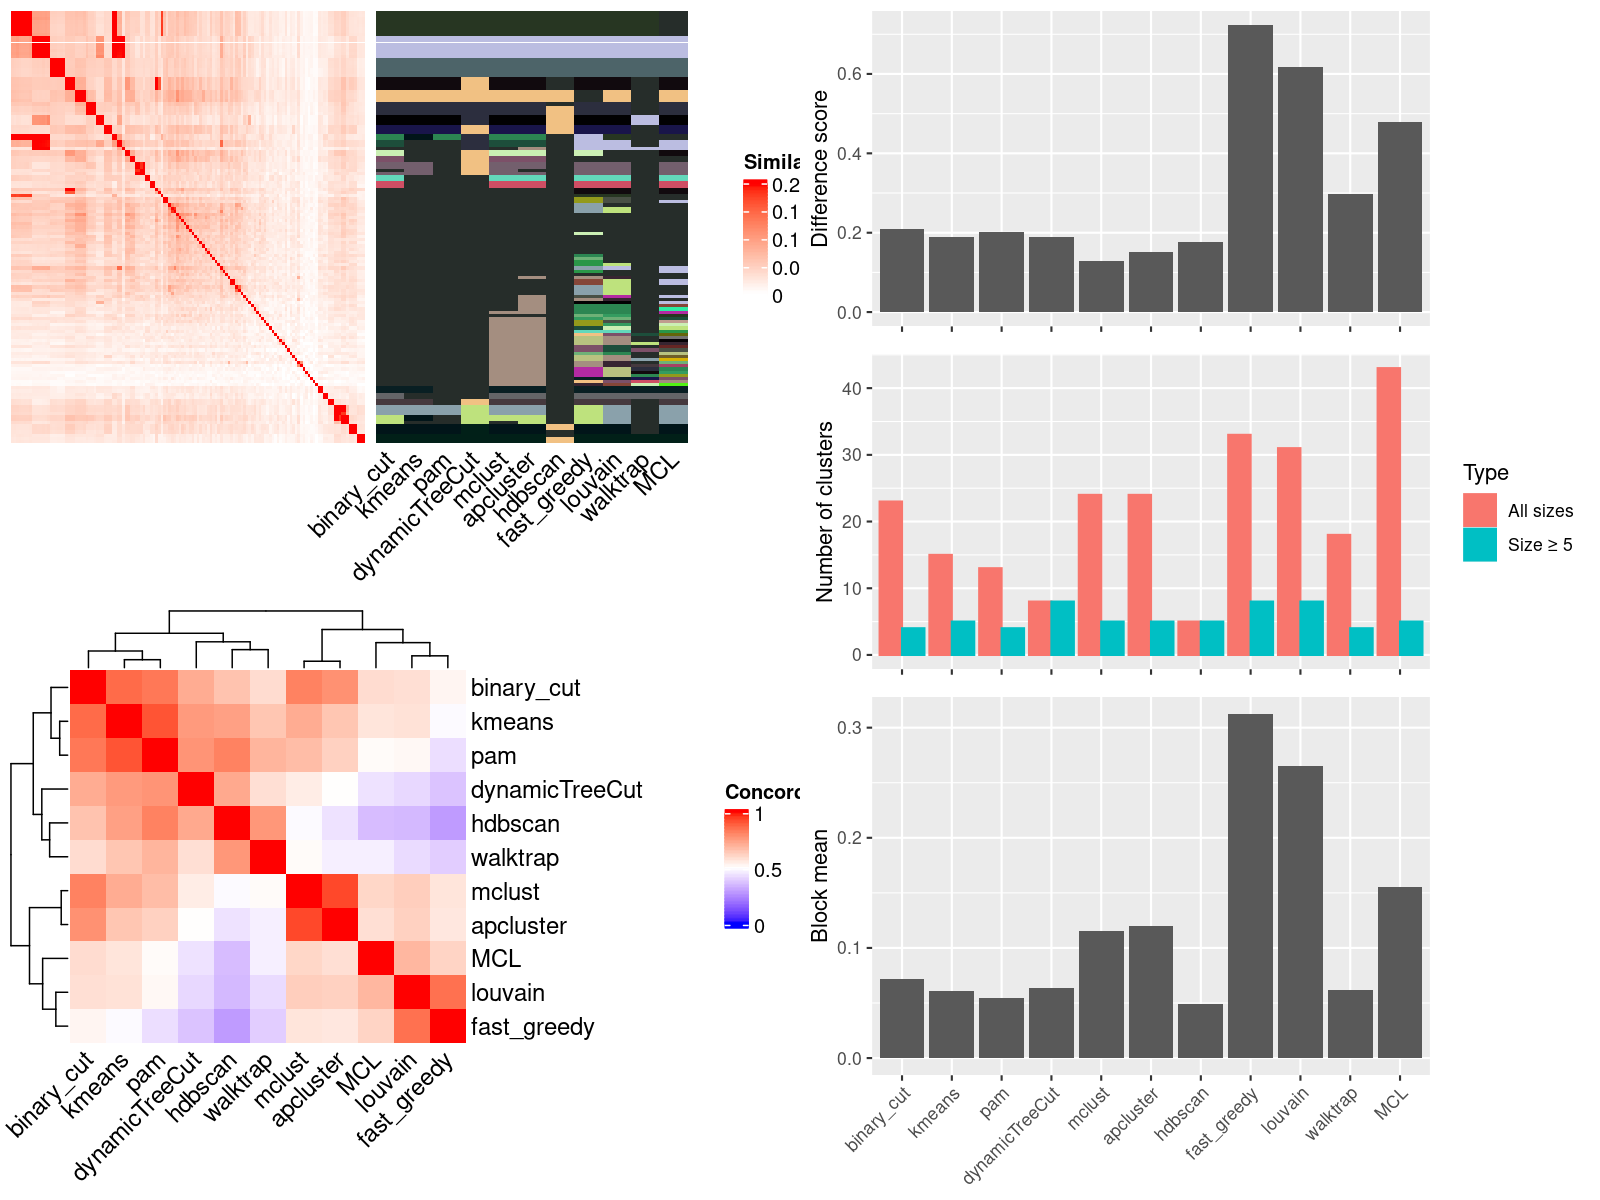 Simila
0.2
0.1
0.1
0.0
0
binary_cut
kmeans
pam
dynamicTreeCut
mclust
apcluster
hdbscan
fast_greedy
louvain
walktrap
MCL
binary_cut
kmeans
pam
dynamicTreeCut
hdbscan
walktrap
mclust
apcluster
MCL
louvain
fast_greedy
binary_cut
kmeans
pam
dynamicTreeCut
hdbscan
walktrap
mclust
apcluster
MCL
louvain
fast_greedy
Concord
1
0.5
0
Difference score
0.6
0.4
0.2
0.0
Number of clusters
40
30
20
10
0
Type
All sizes
Size ≥ 5
Block mean
0.3
0.2
0.1
0.0
binary_cut
kmeans
pam
dynamicTreeCut
mclust
apcluster
hdbscan
fast_greedy
louvain
walktrap
MCL